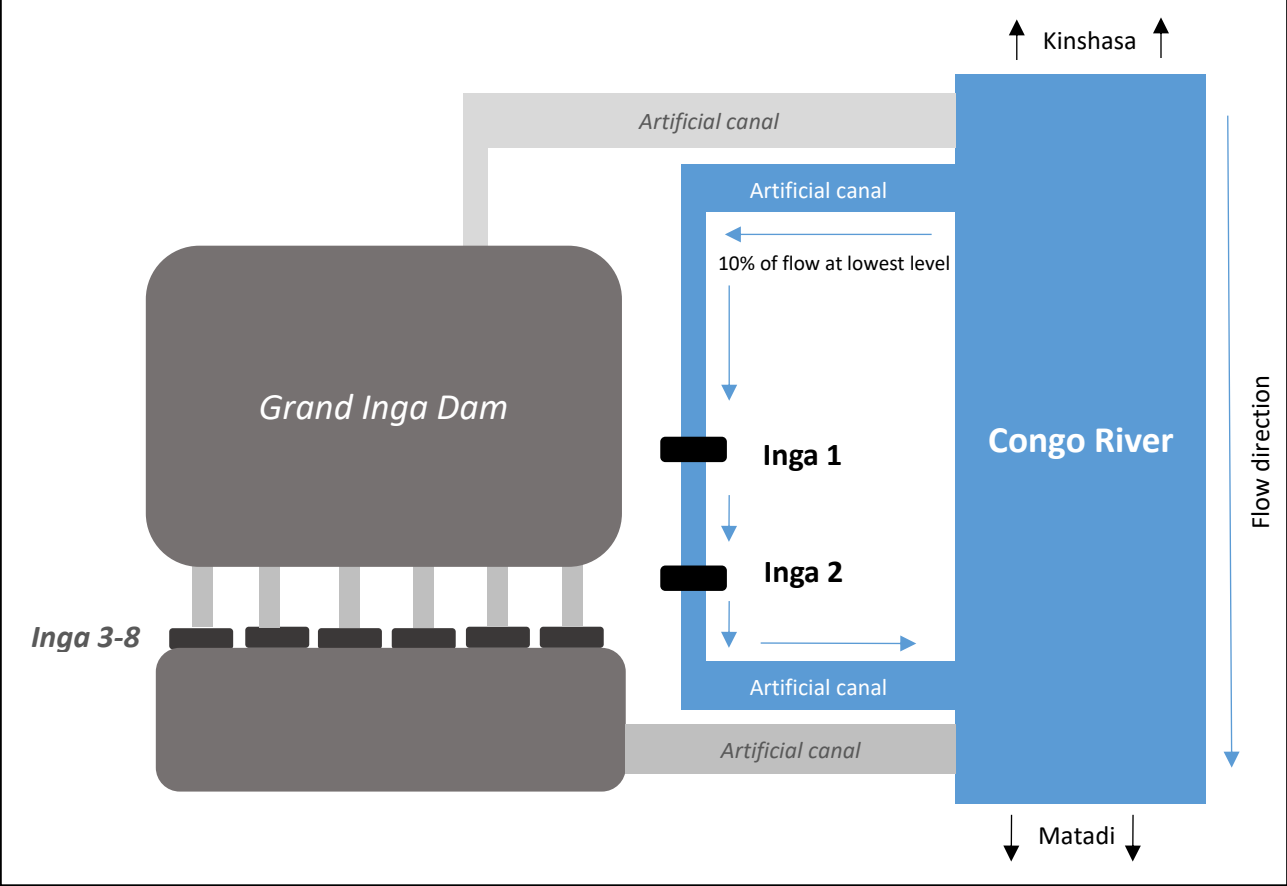 Kinshasa
Artificial canal
Artificial canal
10% of flow at lowest level
Grand Inga Dam
Inga 1
Congo River
Flow direction
Inga 2
Inga 3-8
Artificial canal
Artificial canal
Matadi